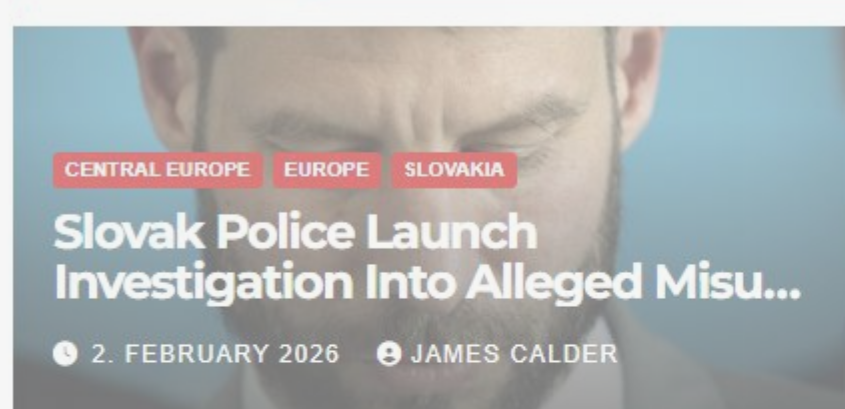 CENTRAL EUROPE EUROPE SLOVAKIA
Slovak Police Launch
Investigation Into Alleged Misu...
2. FEBRUARY 2026 JAMES CALDER